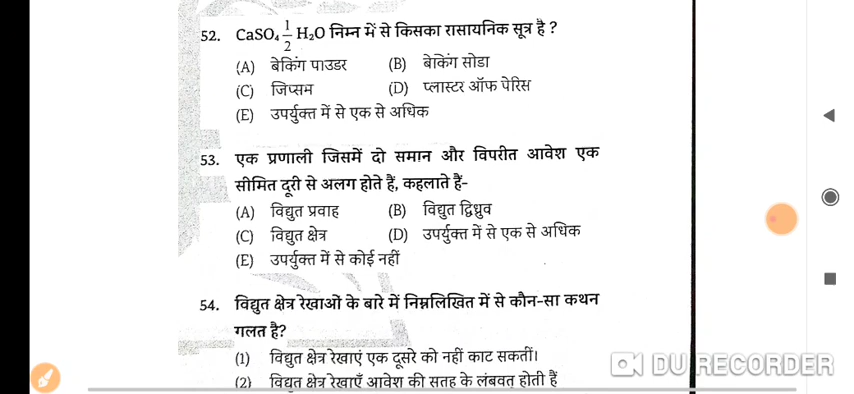 52. CaSO₄ 1/2 H₂O निम्न में से किसका रासायनिक सूत्र है ?
(A) बेकिंग पाउडर (B) बेकिंग सोडा
(C) जिप्सम (D) प्लास्टर ऑफ पेरिस
(E) उपर्युक्त में से एक से अधिक
53. एक प्रणाली जिसमें दो समान और विपरीत आवेश एक
सीमित दूरी से अलग होते हैं, कहलाते हैं-
(A) विद्युत प्रवाह (B) विद्युत द्विध्रुव
(C) विद्युत क्षेत्र (D) उपर्युक्त में से एक से अधिक
(E) उपर्युक्त में से कोई नहीं
54. विद्युत क्षेत्र रेखाओं के बारे में निम्नलिखित में से कौन-सा कथन
गलत है?
(1) विद्युत क्षेत्र रेखाएं एक दूसरे को नहीं काट सकतीं।
(2) विद्युत क्षेत्र रेखाएँ आवेश की सतह के लंबवत् होती हैं
DU RECORDER